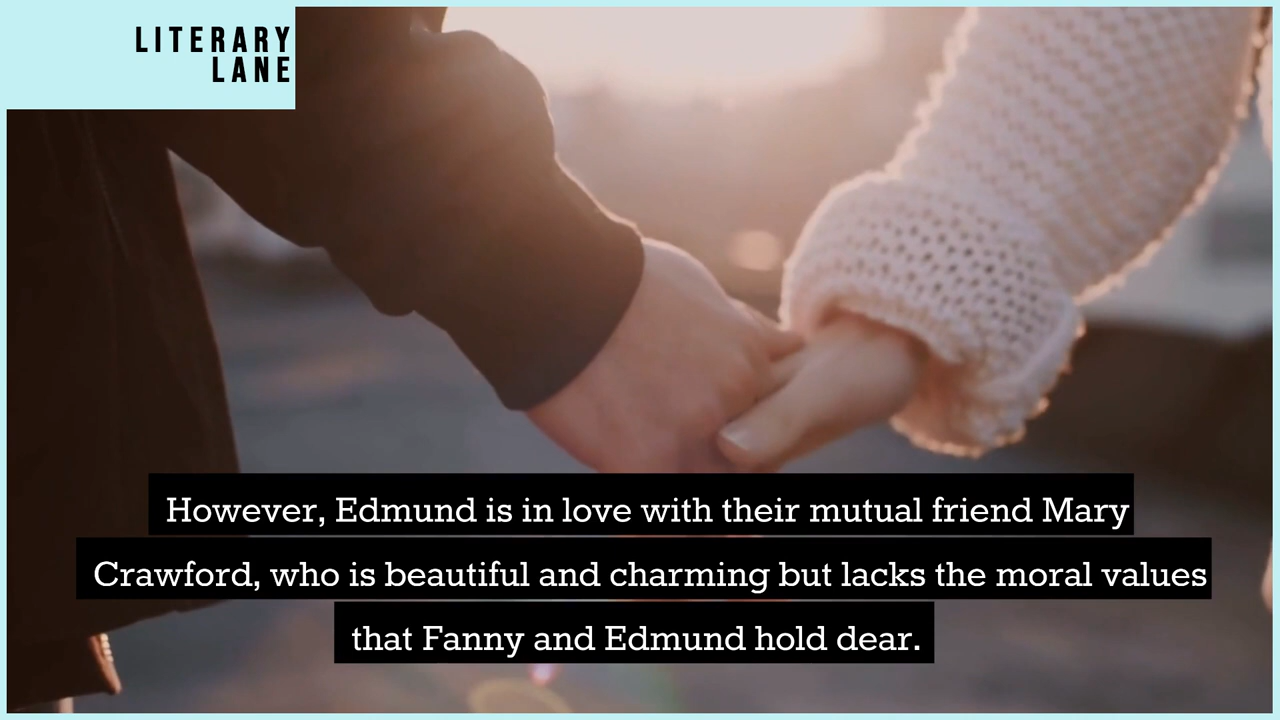 LITERARY
LANE
However, Edmund is in love with their mutual friend Mary
Crawford, who is beautiful and charming but lacks the moral values
that Fanny and Edmund hold dear.